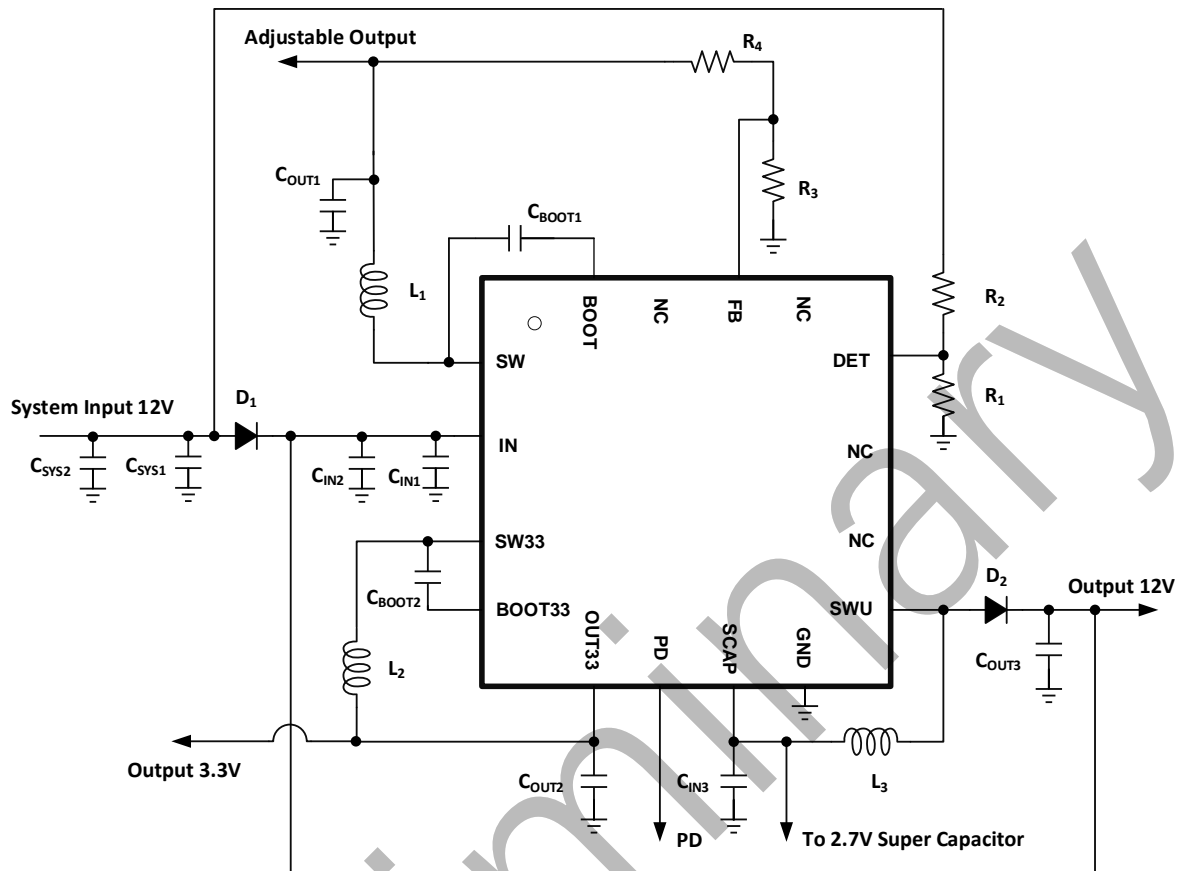 Adjustable Output
R4
COUT1
R3
CBOOT1
L1
BOOT
NC
FB
NC
R2
SW
DET
R1
System Input 12V
D1
IN
NC
CSYS2
CSYS1
CIN2
CIN1
SW33
NC
CBOOT2
D2
Output 12V
BOOT33
SWU
OUT33
PD
SCAP
GND
L2
COUT3
Output 3.3V
COUT2
CIN3
L3
PD
To 2.7V Super Capacitor
iminary